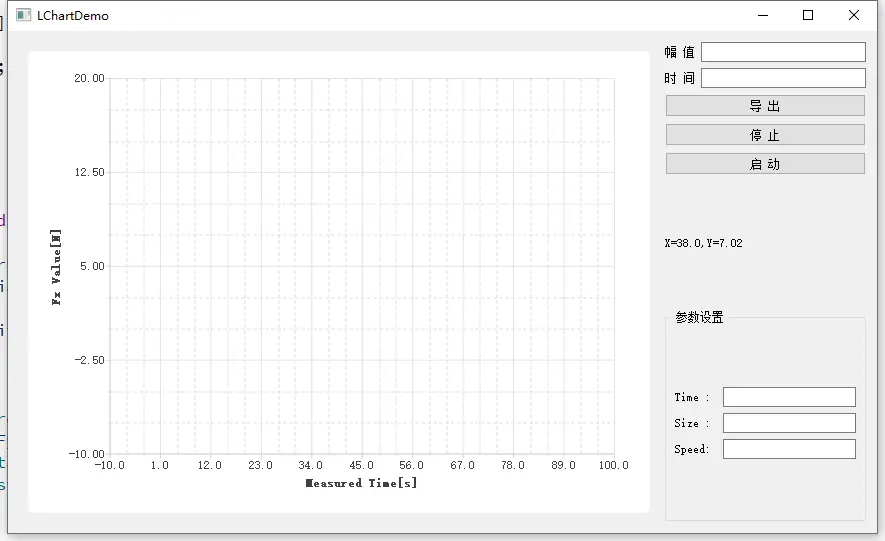 LChartDemo
幅 值
时 间
导 出
停 止
启 动
X=38.0,Y=7.02
参数设置
Time :
Size :
Speed:
20.00
12.50
5.00
-2.50
-10.00
Fx Value[N]
-10.0 1.0 12.0 23.0 34.0 45.0 56.0 67.0 78.0 89.0 100.0
Measured Time[s]